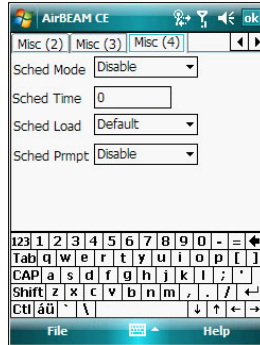 AirBEAM CE ok
Misc (2) Misc (3) Misc (4)
Sched Mode Disable
Sched Time 0
Sched Load Default
Sched Prmpt Disable
123 1 2 3 4 5 6 7 8 9 0 - =
Tab q w e r t y u i o p [ ]
CAP a s d f g h j k l ; '
Shift z x c v b n m , . /
Ctl áü ` \
File Help